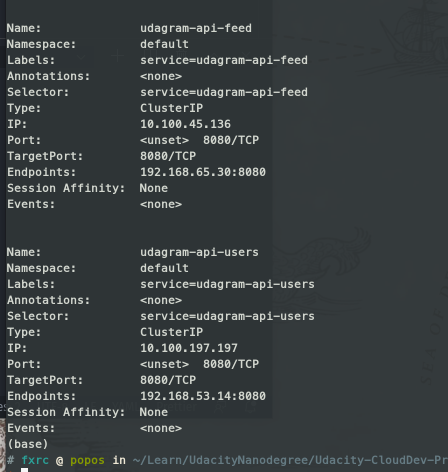 Name: udagram-api-feed
Namespace: default
Labels: service=udagram-api-feed
Annotations: <none>
Selector: service=udagram-api-feed
Type: ClusterIP
IP: 10.100.45.136
Port: <unset> 8080/TCP
TargetPort: 8080/TCP
Endpoints: 192.168.65.30:8080
Session Affinity: None
Events: <none>
Name: udagram-api-users
Namespace: default
Labels: service=udagram-api-users
Annotations: <none>
Selector: service=udagram-api-users
Type: ClusterIP
IP: 10.100.197.197
Port: <unset> 8080/TCP
TargetPort: 8080/TCP
Endpoints: 192.168.53.14:8080
Session Affinity: None
Events: <none>
(base)
# fxrc @ popos in ~/Learn/UdacityNanodegree/Udacity-CloudDev-Pr